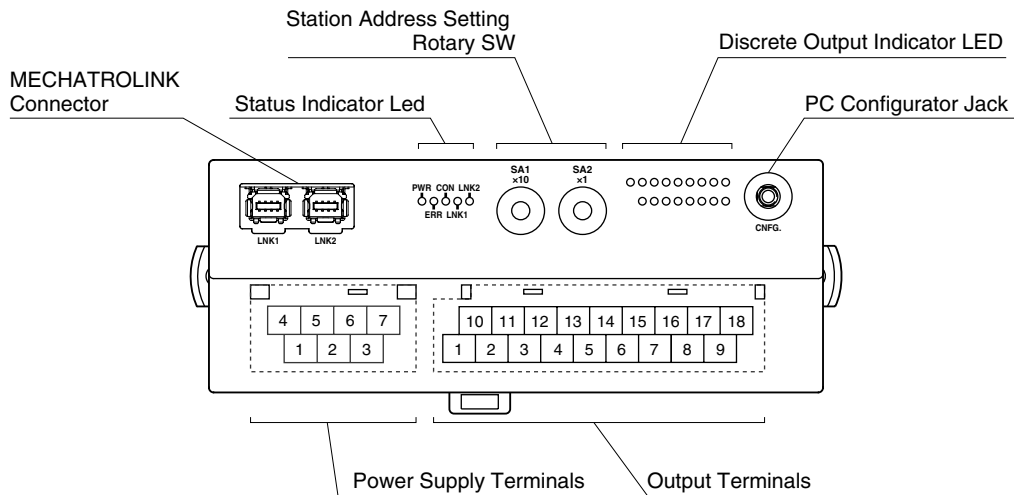 Station Address Setting
Rotary SW
Discrete Output Indicator LED
MECHATROLINK
Connector
Status Indicator Led
PC Configurator Jack
SA1
×10
SA2
×1
PWR CON LNK2
ERR LNK1
CNFG.
LNK1 LNK2
4 5 6 7
1 2 3
10 11 12 13 14 15 16 17 18
1 2 3 4 5 6 7 8 9
Power Supply Terminals
Output Terminals